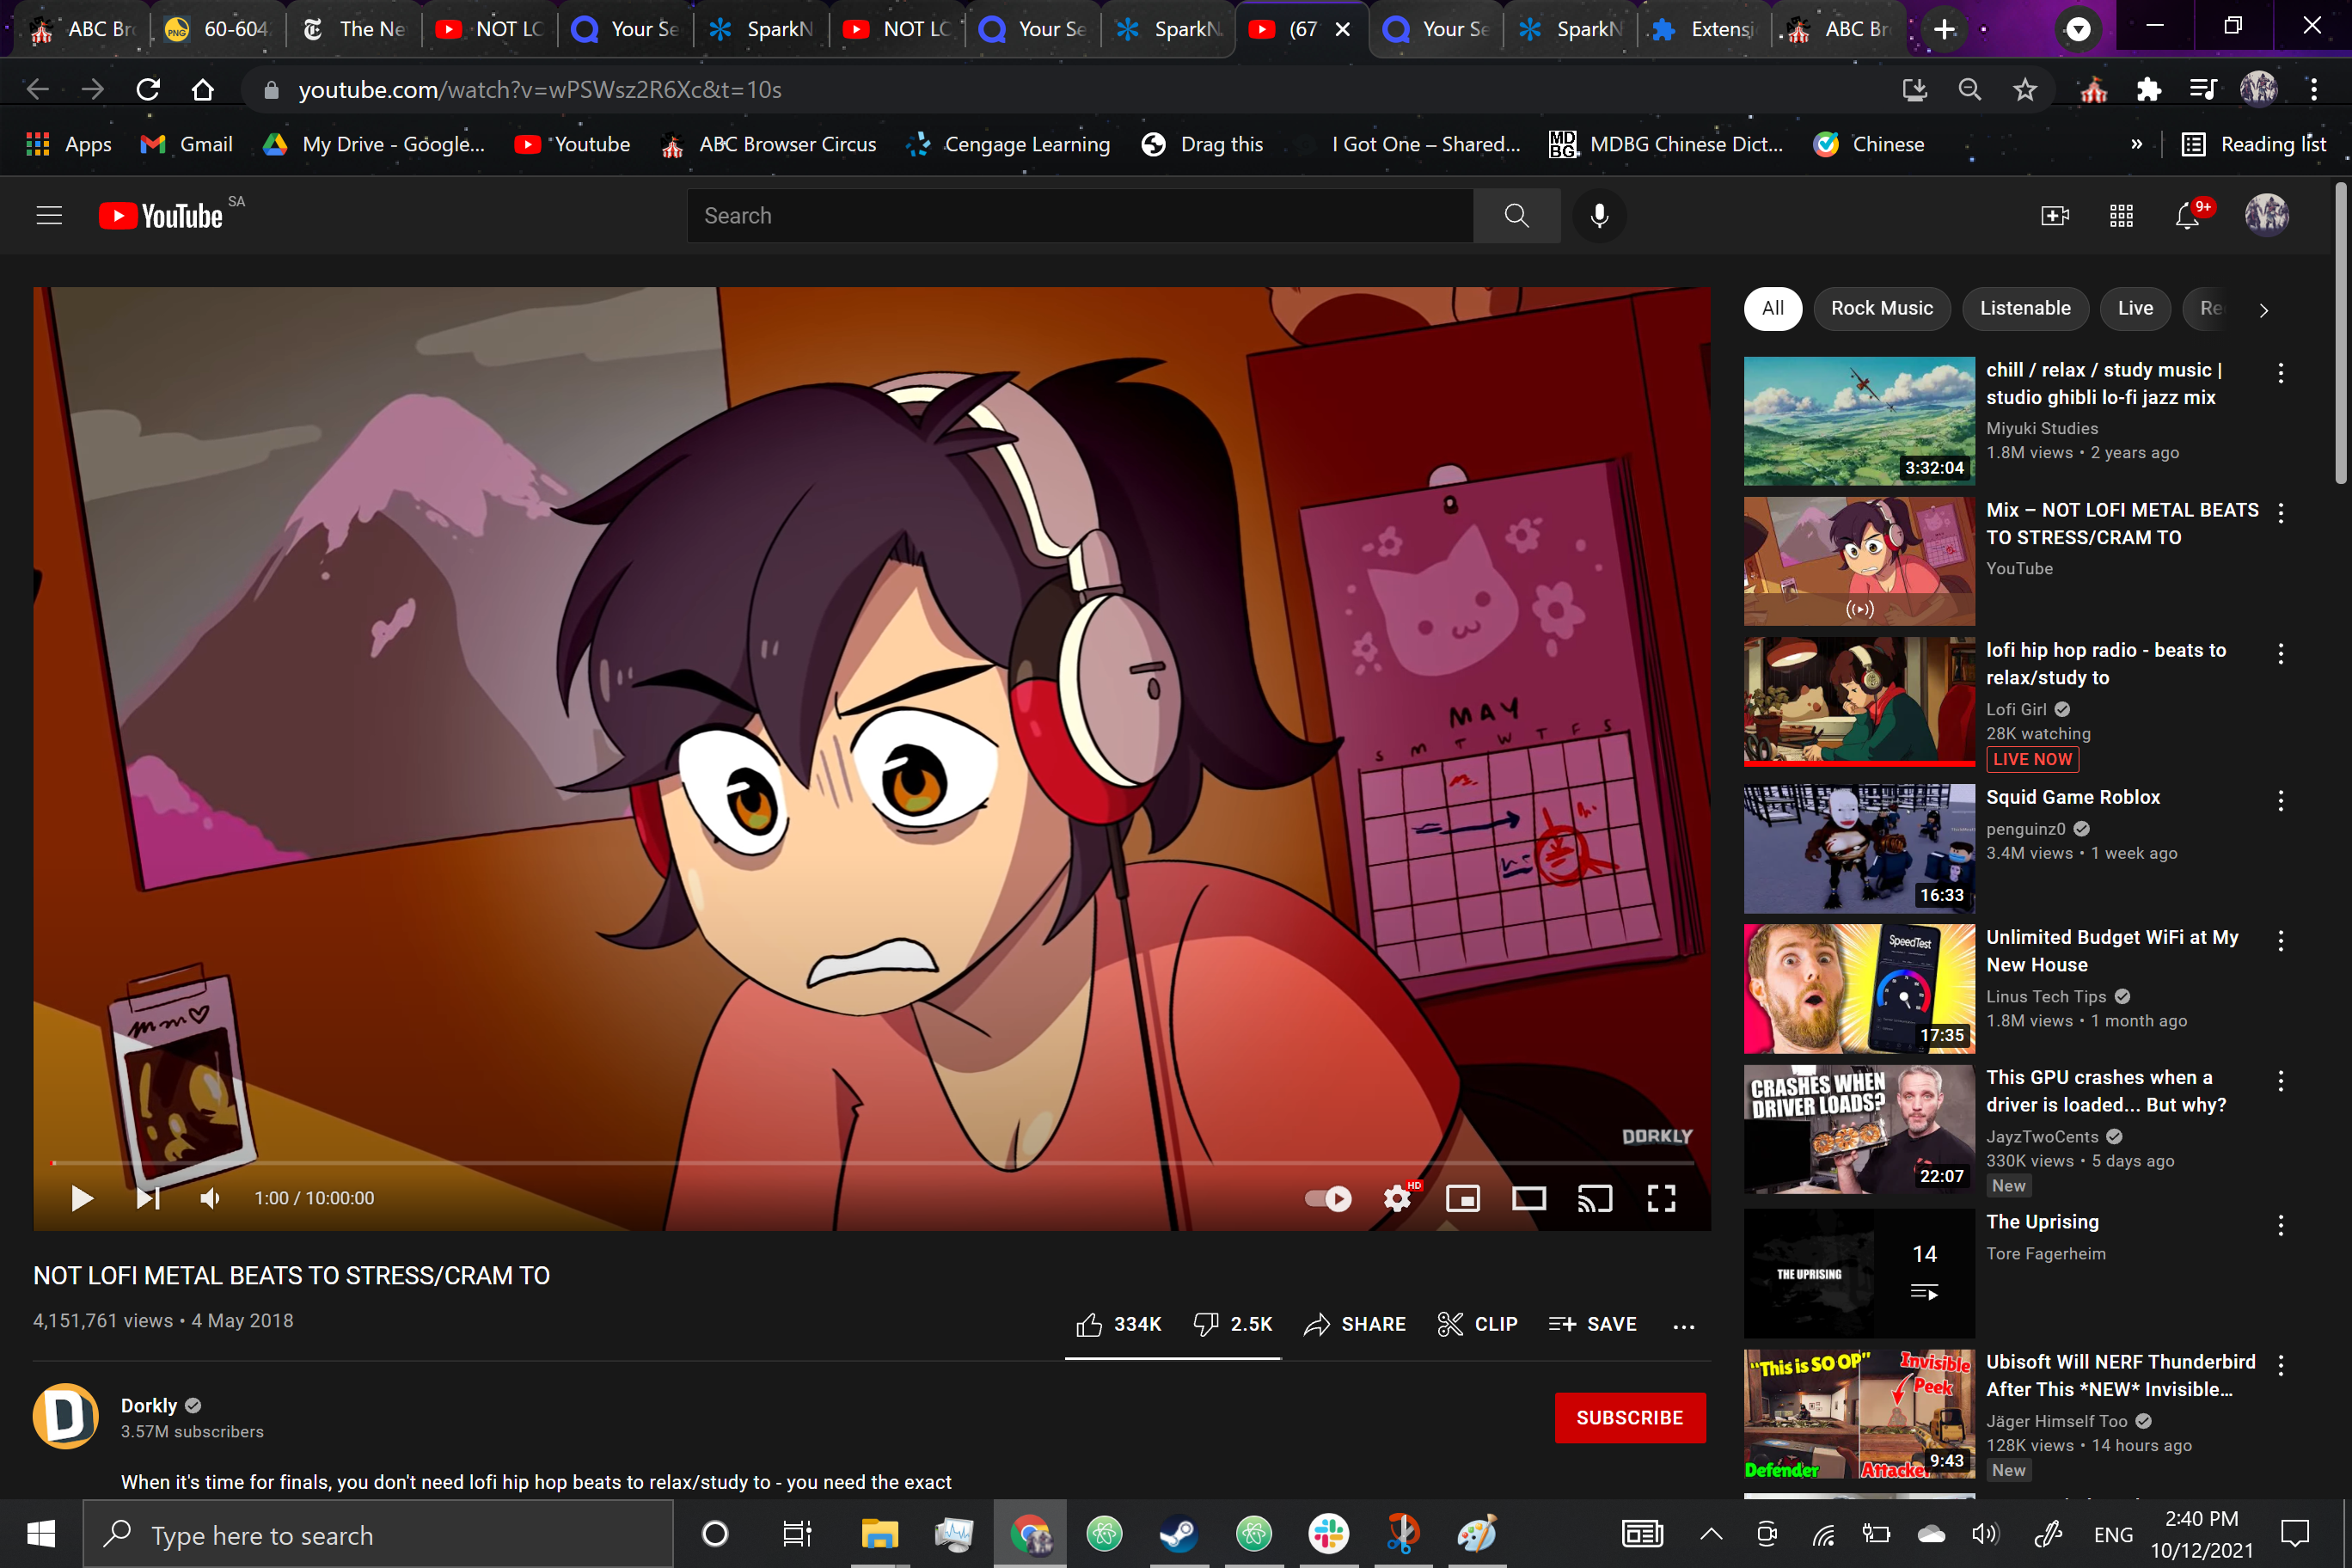 ABC Br
60-604
The Ne
NOT LO
Your Se
SparkN
NOT LO
Your Se
SparkN
(67
Your Se
SparkN
Extensi
ABC Br
youtube.com/watch?v=wPSWsz2R6Xc&t=10s
Apps
Gmail
My Drive - Google...
Youtube
ABC Browser Circus
Cengage Learning
Drag this
I Got One – Shared...
MDBG Chinese Dict...
Chinese
»
Reading list
YouTube SA
Search
9+
All
Rock Music
Listenable
Live
Re
MAY
S M T W T F S
DORKLY
1:00 / 10:00:00
HD
NOT LOFI METAL BEATS TO STRESS/CRAM TO
4,151,761 views • 4 May 2018
334K
2.5K
SHARE
CLIP
SAVE
Dorkly
3.57M subscribers
SUBSCRIBE
When it's time for finals, you don't need lofi hip hop beats to relax/study to - you need the exact
3:32:04
chill / relax / study music |
studio ghibli lo-fi jazz mix
Miyuki Studies
1.8M views • 2 years ago
Mix – NOT LOFI METAL BEATS
TO STRESS/CRAM TO
YouTube
lofi hip hop radio - beats to
relax/study to
Lofi Girl
28K watching
LIVE NOW
16:33
Squid Game Roblox
penguinz0
3.4M views • 1 week ago
SpeedTest
17:35
Unlimited Budget WiFi at My
New House
Linus Tech Tips
1.8M views • 1 month ago
CRASHES WHEN
DRIVER LOADS?
22:07
This GPU crashes when a
driver is loaded... But why?
JayzTwoCents
330K views • 5 days ago
New
THE UPRISING
14
The Uprising
Tore Fagerheim
"This is SO OP"
Invisible
Peek
Defender
Attacker
9:43
Ubisoft Will NERF Thunderbird
After This *NEW* Invisible...
Jäger Himself Too
128K views • 14 hours ago
New
Type here to search
ENG
2:40 PM
10/12/2021